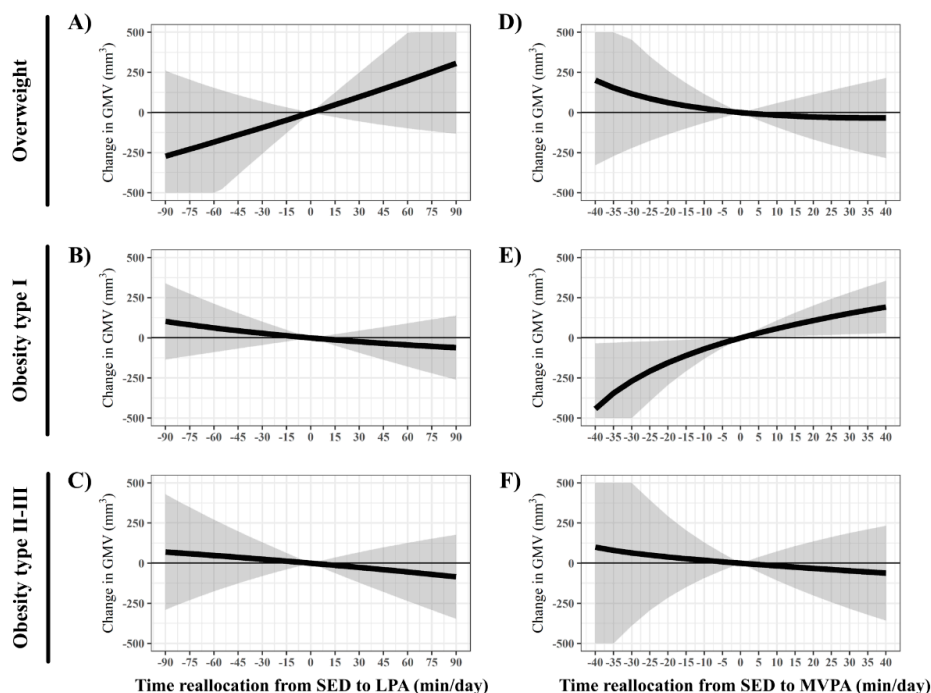 A)
D)
Overweight
Change in GMV (mm³)
500
250
0
-250
-500
-90 -75 -60 -45 -30 -15 0 15 30 45 60 75 90
Change in GMV (mm³)
500
250
0
-250
-500
-40 -35 -30 -25 -20 -15 -10 -5 0 5 10 15 20 25 30 35 40
B)
E)
Obesity type I
Change in GMV (mm³)
500
250
0
-250
-500
-90 -75 -60 -45 -30 -15 0 15 30 45 60 75 90
Change in GMV (mm³)
500
250
0
-250
-500
-40 -35 -30 -25 -20 -15 -10 -5 0 5 10 15 20 25 30 35 40
C)
F)
Obesity type II-III
Change in GMV (mm³)
500
250
0
-250
-500
-90 -75 -60 -45 -30 -15 0 15 30 45 60 75 90
Change in GMV (mm³)
500
250
0
-250
-500
-40 -35 -30 -25 -20 -15 -10 -5 0 5 10 15 20 25 30 35 40
Time reallocation from SED to LPA (min/day)
Time reallocation from SED to MVPA (min/day)